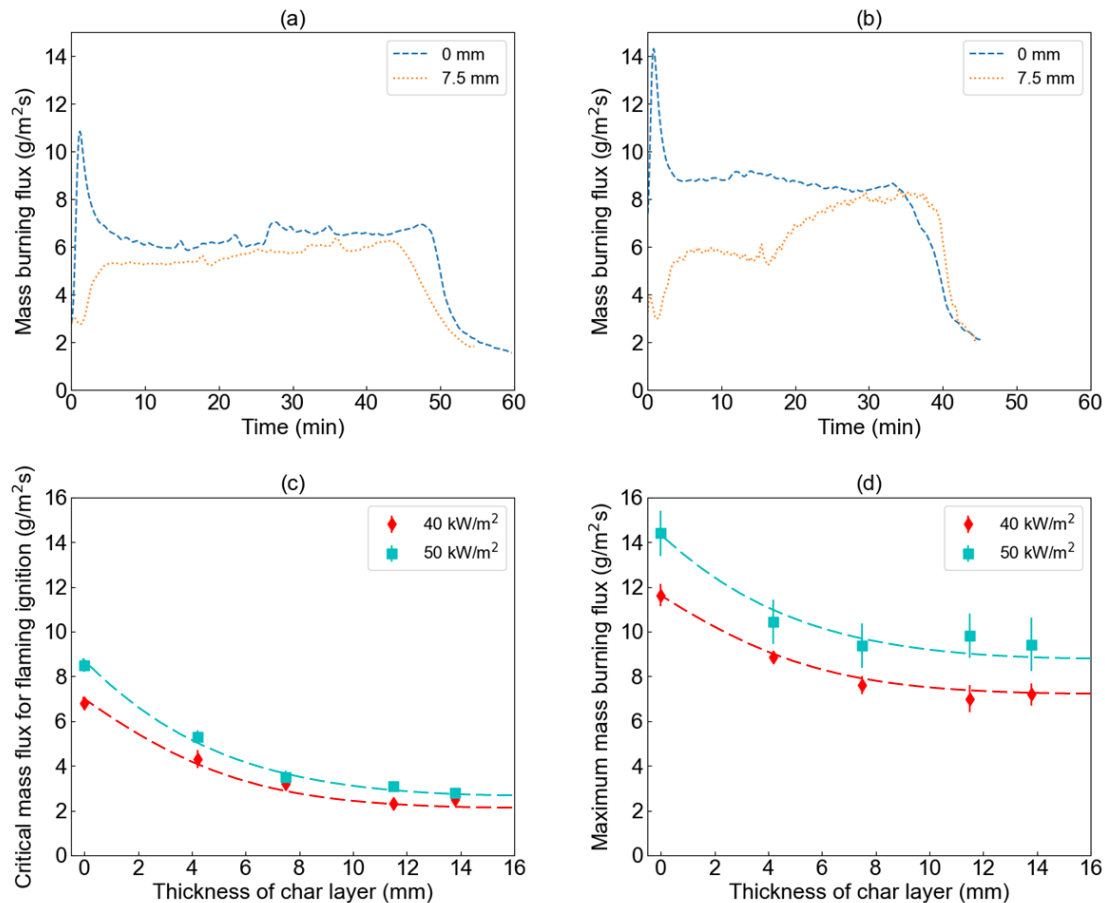 (a)
0 mm
7.5 mm
14
12
10
8
6
4
2
0
Mass burning flux (g/m²s)
0 10 20 30 40 50 60
Time (min)
(b)
0 mm
7.5 mm
14
12
10
8
6
4
2
0
Mass burning flux (g/m²s)
0 10 20 30 40 50 60
Time (min)
(c)
40 kW/m²
50 kW/m²
16
14
12
10
8
6
4
2
0
Critical mass flux for flaming ignition (g/m²s)
0 2 4 6 8 10 12 14 16
Thickness of char layer (mm)
(d)
40 kW/m²
50 kW/m²
16
14
12
10
8
6
4
2
0
Maximum mass burning flux (g/m²s)
0 2 4 6 8 10 12 14 16
Thickness of char layer (mm)